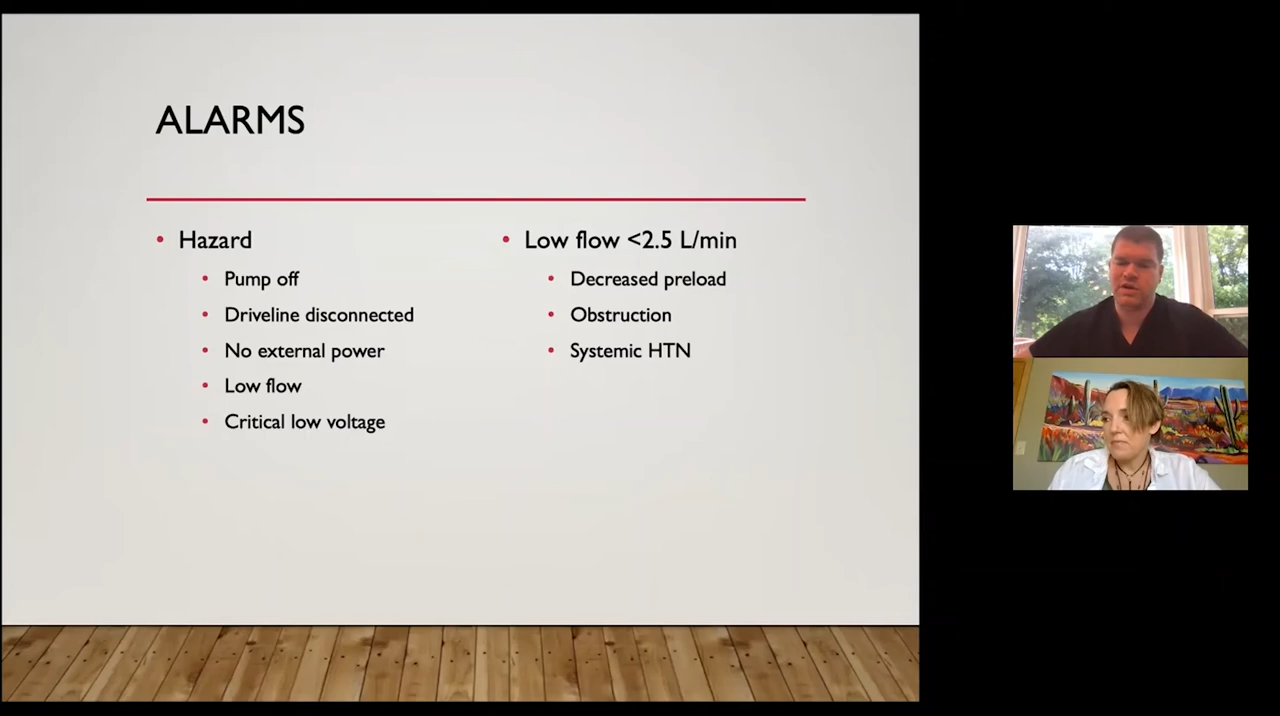 ALARMS
Hazard
Pump off
Driveline disconnected
No external power
Low flow
Critical low voltage
Low flow <2.5 L/min
Decreased preload
Obstruction
Systemic HTN